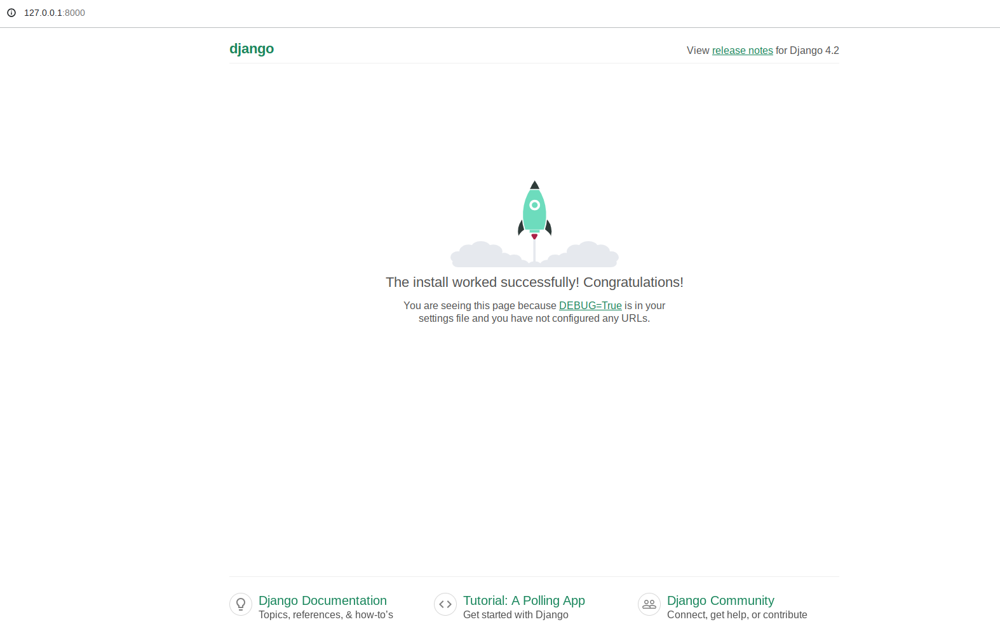 127.0.0.1:8000
django
View release notes for Django 4.2
The install worked successfully! Congratulations!
You are seeing this page because DEBUG=True is in your
settings file and you have not configured any URLs.
Django Documentation
Topics, references, & how-to’s
Tutorial: A Polling App
Get started with Django
Django Community
Connect, get help, or contribute